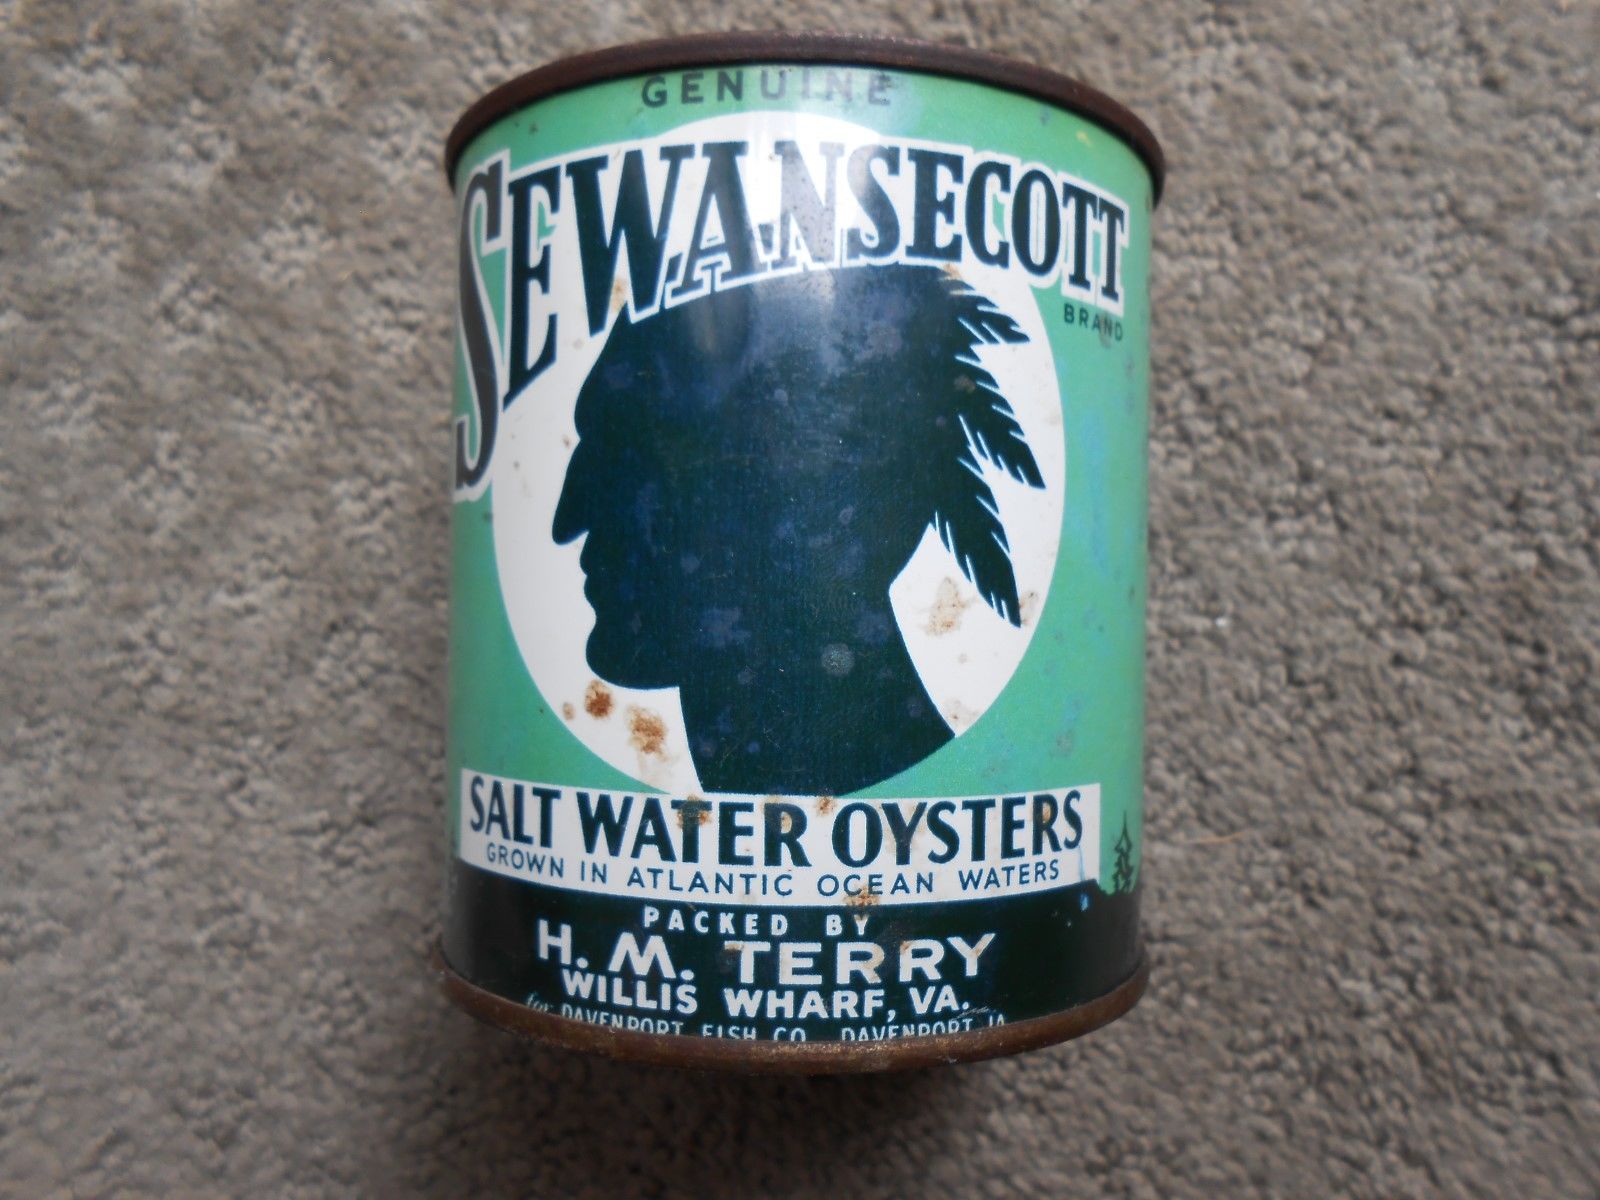 GENUINE
SEWANSECOTT
BRAND
SALT WATER OYSTERS
GROWN IN ATLANTIC OCEAN WATERS
PACKED BY
H. M. TERRY
WILLIS WHARF, VA.
for DAVENPORT FISH CO. DAVENPORT IA.